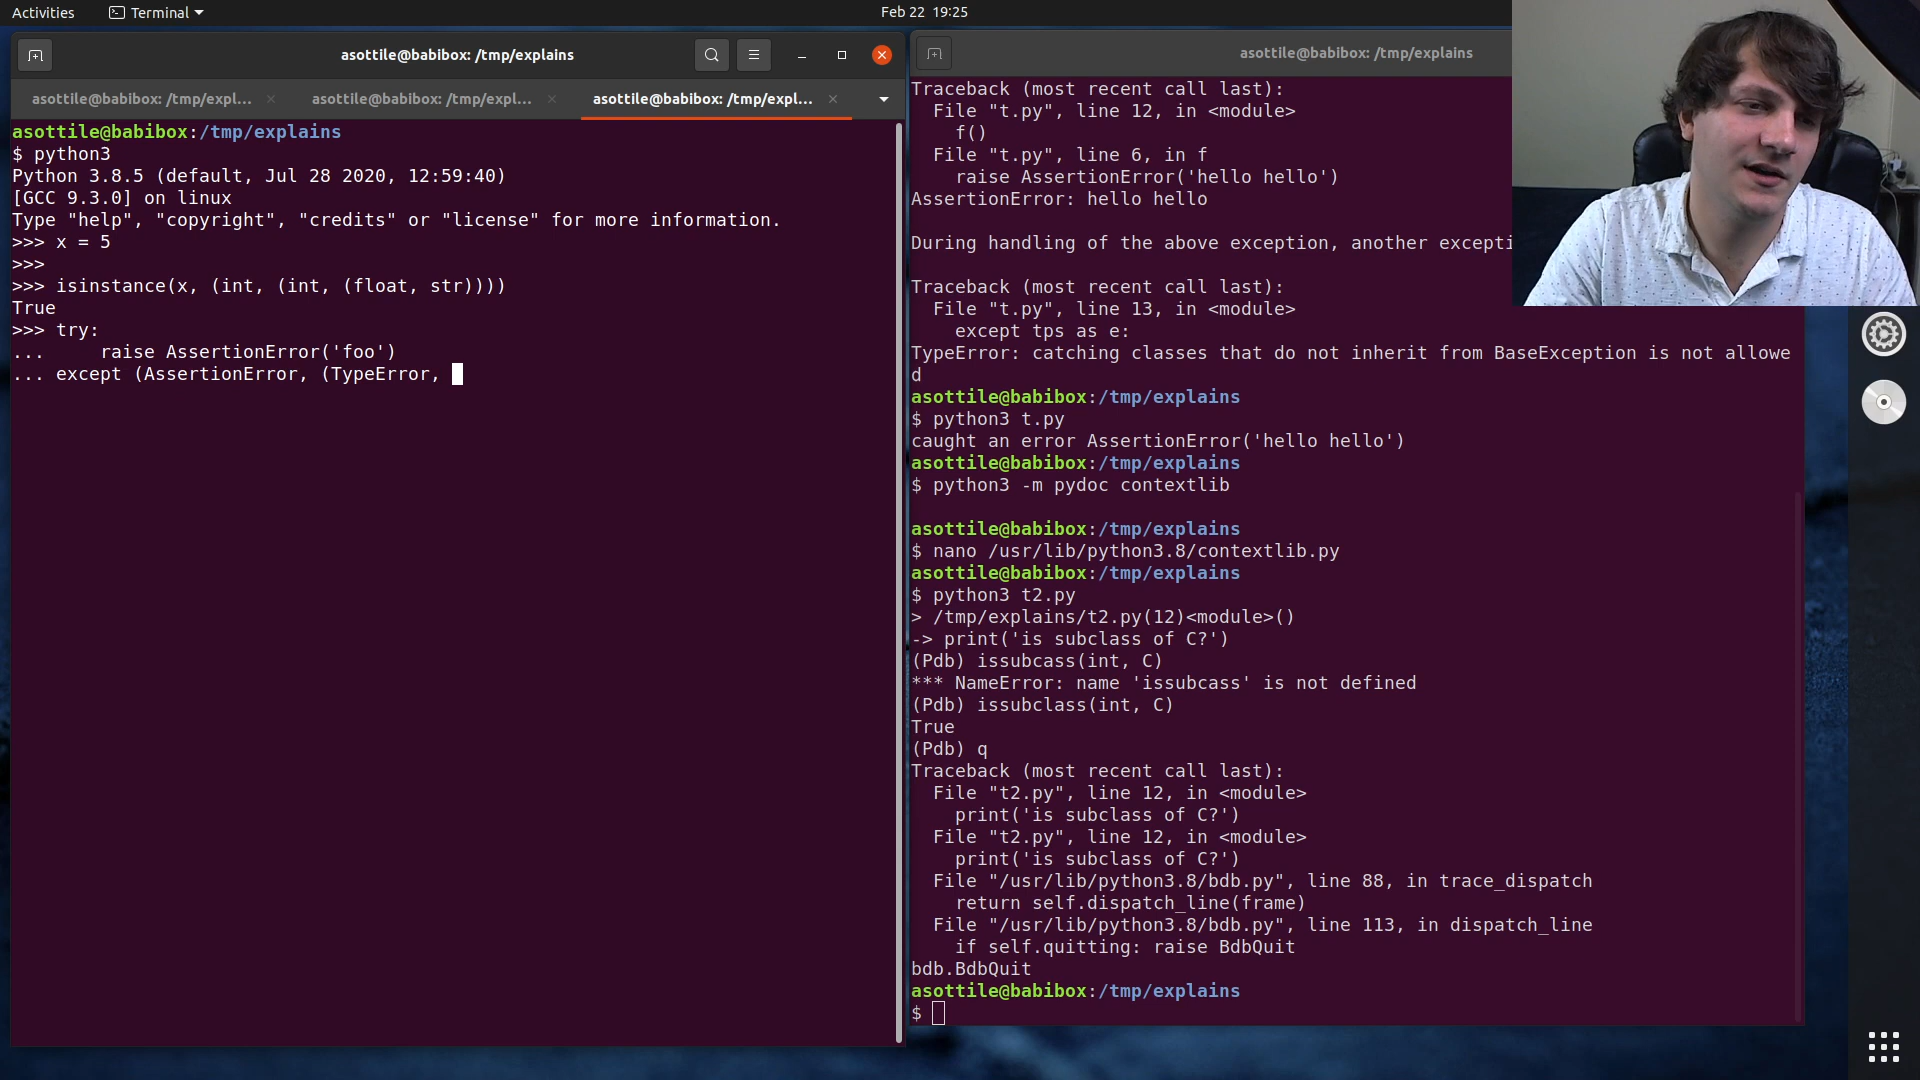 Activities
Terminal
Feb 22 19:25
asottile@babibox: /tmp/explains
asottile@babibox: /tmp/expl...
asottile@babibox: /tmp/expl...
asottile@babibox: /tmp/expl...
asottile@babibox:/tmp/explains
$ python3
Python 3.8.5 (default, Jul 28 2020, 12:59:40)
[GCC 9.3.0] on linux
Type "help", "copyright", "credits" or "license" for more information.
>>> x = 5
>>>
>>> isinstance(x, (int, (int, (float, str))))
True
>>> try:
...     raise AssertionError('foo')
... except (AssertionError, (TypeError,
asottile@babibox: /tmp/explains
Traceback (most recent call last):
  File "t.py", line 12, in <module>
    f()
  File "t.py", line 6, in f
    raise AssertionError('hello hello')
AssertionError: hello hello
During handling of the above exception, another excepti
Traceback (most recent call last):
  File "t.py", line 13, in <module>
    except tps as e:
TypeError: catching classes that do not inherit from BaseException is not allowe
d
asottile@babibox:/tmp/explains
$ python3 t.py
caught an error AssertionError('hello hello')
asottile@babibox:/tmp/explains
$ python3 -m pydoc contextlib
asottile@babibox:/tmp/explains
$ nano /usr/lib/python3.8/contextlib.py
asottile@babibox:/tmp/explains
$ python3 t2.py
> /tmp/explains/t2.py(12)<module>()
-> print('is subclass of C?')
(Pdb) issubcass(int, C)
*** NameError: name 'issubcass' is not defined
(Pdb) issubclass(int, C)
True
(Pdb) q
Traceback (most recent call last):
  File "t2.py", line 12, in <module>
    print('is subclass of C?')
  File "t2.py", line 12, in <module>
    print('is subclass of C?')
  File "/usr/lib/python3.8/bdb.py", line 88, in trace_dispatch
    return self.dispatch_line(frame)
  File "/usr/lib/python3.8/bdb.py", line 113, in dispatch_line
    if self.quitting: raise BdbQuit
bdb.BdbQuit
asottile@babibox:/tmp/explains
$